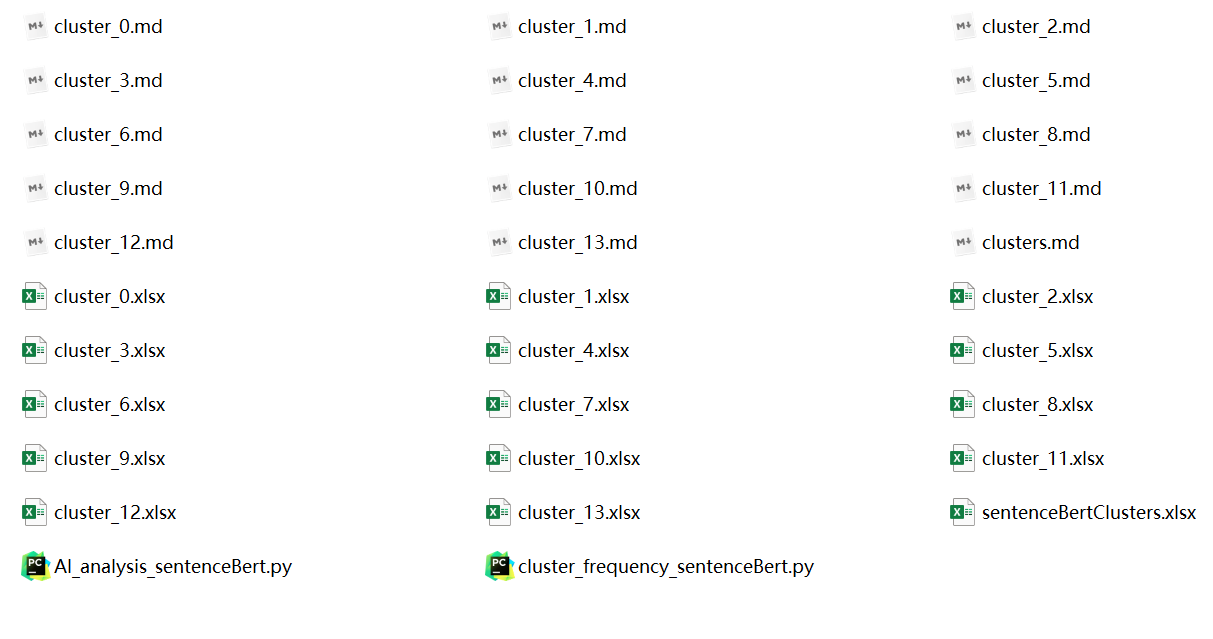 cluster_0.md cluster_1.md cluster_2.md
cluster_3.md cluster_4.md cluster_5.md
cluster_6.md cluster_7.md cluster_8.md
cluster_9.md cluster_10.md cluster_11.md
cluster_12.md cluster_13.md clusters.md
cluster_0.xlsx cluster_1.xlsx cluster_2.xlsx
cluster_3.xlsx cluster_4.xlsx cluster_5.xlsx
cluster_6.xlsx cluster_7.xlsx cluster_8.xlsx
cluster_9.xlsx cluster_10.xlsx cluster_11.xlsx
cluster_12.xlsx cluster_13.xlsx sentenceBertClusters.xlsx
AI_analysis_sentenceBert.py cluster_frequency_sentenceBert.py